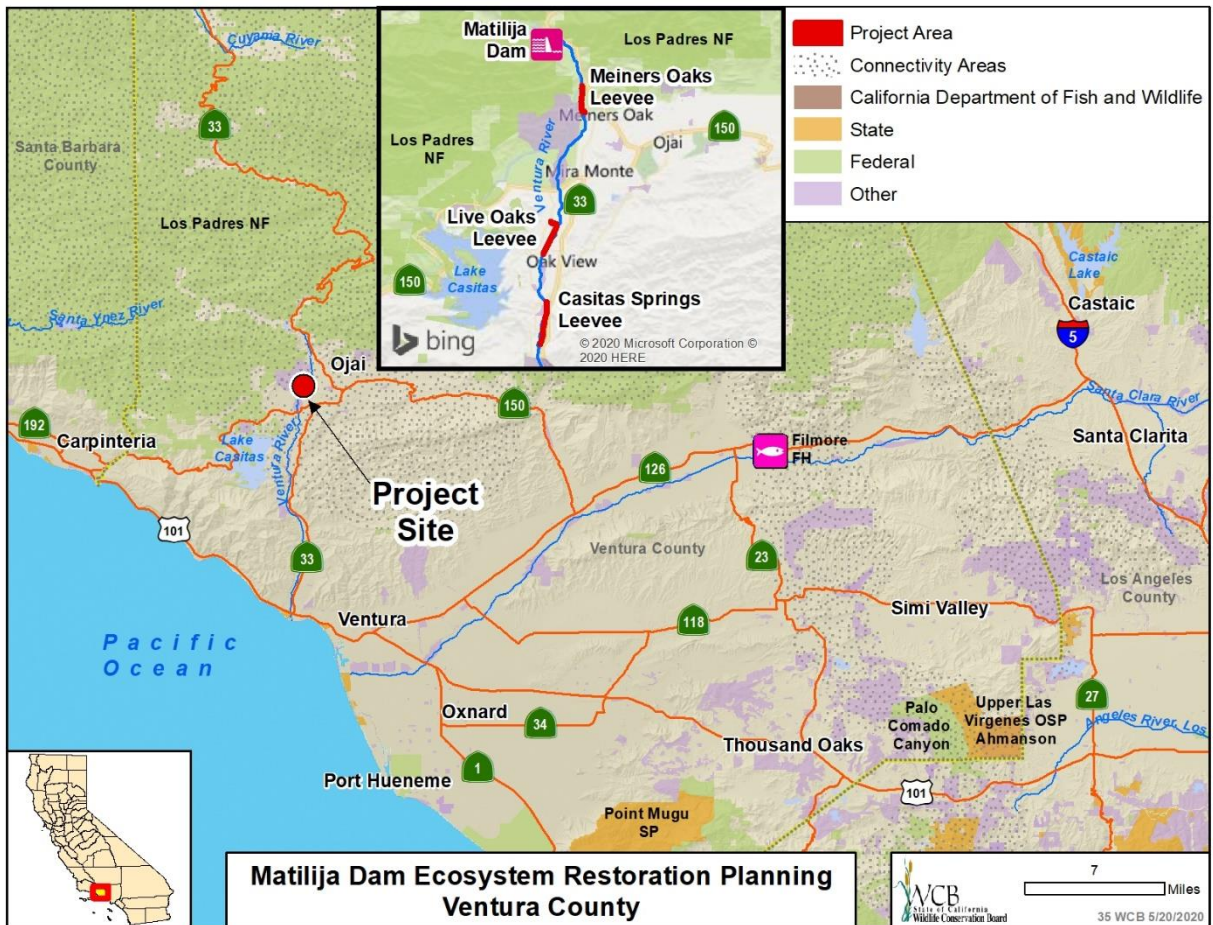 Cuyama River
33
Santa Barbara
County
Los Padres NF
Santa Ynez River
Ojai
192
Carpinteria
Lake
Casitas
Ventura River
150
Project
Site
101
33
Ventura
126
Filmore
FH
Ventura County
23
118
Simi Valley
Castaic
Lake
Castaic
5
Santa Clara River
Santa Clarita
Los Angeles
County
Pacific
Ocean
Oxnard
34
Port Hueneme
1
Thousand Oaks
Palo
Comado
Canyon
Upper Las
Virgenes OSP
Ahmanson
27
Angeles River, Los
101
Point Mugu
SP
Matilija
Dam
Los Padres NF
Meiners Oaks
Leevee
Meiners Oak
150
Ojai
Los Padres
NF
Ventura River
Mira Monte
33
Live Oaks
Leevee
Oak View
150
Lake
Casitas
Casitas Springs
Leevee
bing
© 2020 Microsoft Corporation ©
2020 HERE
Project Area
Connectivity Areas
California Department of Fish and Wildlife
State
Federal
Other
Matilija Dam Ecosystem Restoration Planning
Ventura County
WCB
State of California
Wildlife Conservation Board
7
Miles
35 WCB 5/20/2020